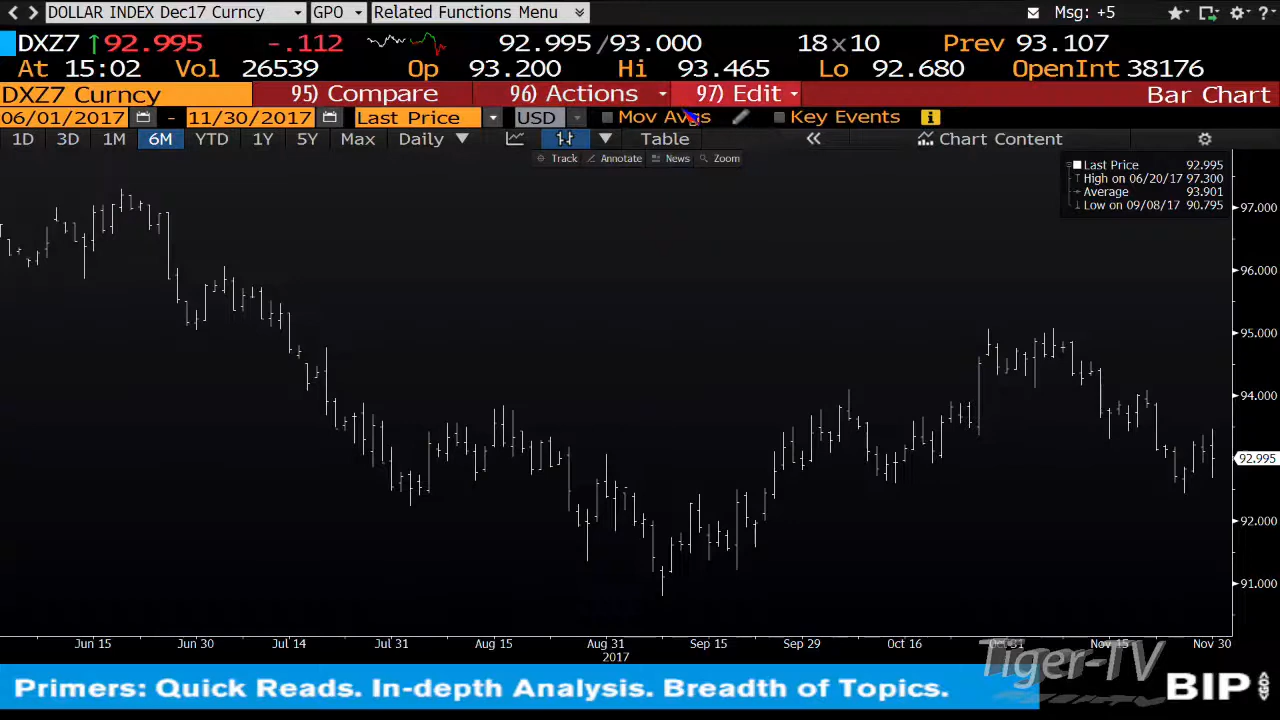 DOLLAR INDEX Dec17 Curncy GPO Related Functions Menu Msg: +5
DXZ7 ↑92.995 -.112 92.995/93.000 18x10 Prev 93.107
At 15:02 Vol 26539 Op 93.200 Hi 93.465 Lo 92.680 OpenInt 38176
DXZ7 Curncy 95) Compare 96) Actions 97) Edit Bar Chart
06/01/2017 - 11/30/2017 Last Price USD Mov Avgs Key Events
1D 3D 1M 6M YTD 1Y 5Y Max Daily Table Chart Content
Track Annotate News Zoom
Last Price 92.995
High on 06/20/17 97.300
Average 93.901
Low on 09/08/17 90.795
97.000
96.000
95.000
94.000
92.995
92.000
91.000
Jun 15 Jun 30 Jul 14 Jul 31 Aug 15 Aug 31 Sep 15 Sep 29 Oct 16 Oct 31 Nov 15 Nov 30
2017
Tiger-TV
Primers: Quick Reads. In-depth Analysis. Breadth of Topics.
BIP